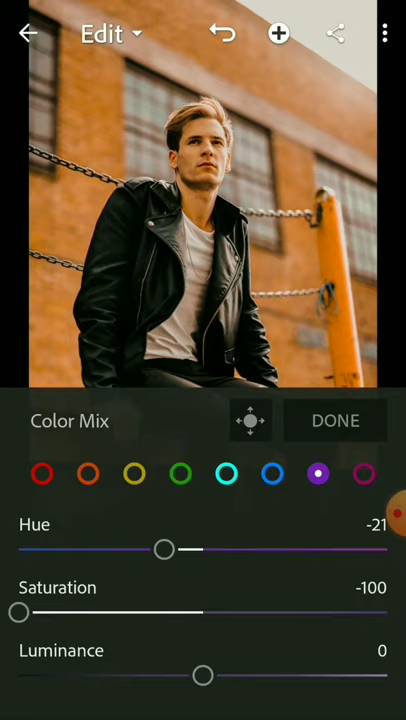 Edit
Color Mix
DONE
Hue -21
Saturation -100
Luminance 0